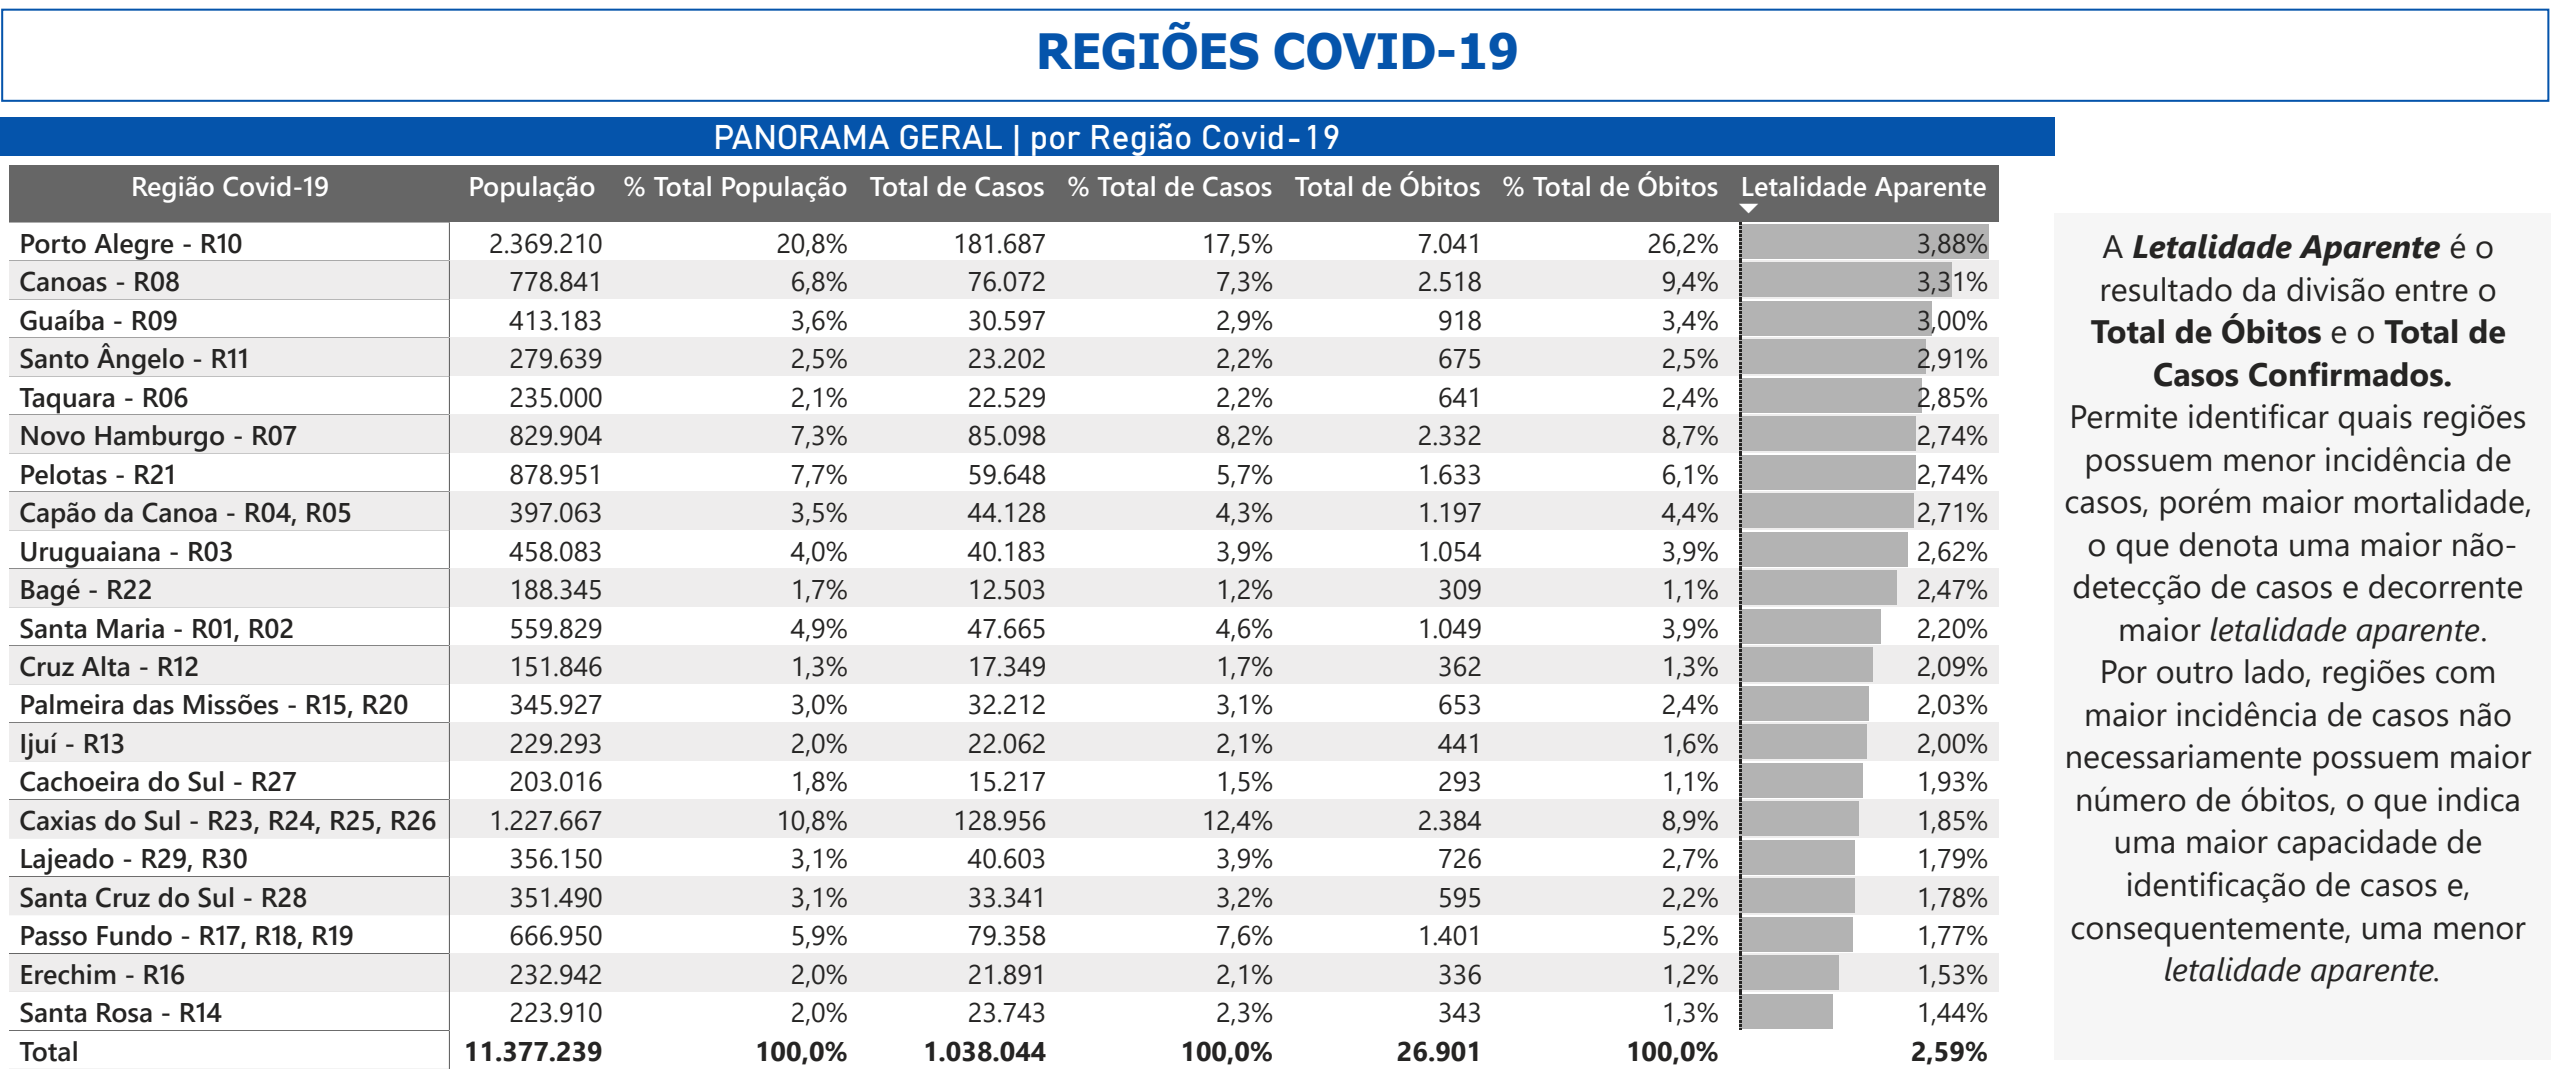 REGIÕES COVID-19
PANORAMA GERAL | por Região Covid-19
Região Covid-19 População % Total População Total de Casos % Total de Casos Total de Óbitos % Total de Óbitos Letalidade Aparente
Porto Alegre - R10 2.369.210 20,8% 181.687 17,5% 7.041 26,2% 3,88%
Canoas - R08 778.841 6,8% 76.072 7,3% 2.518 9,4% 3,31%
Guaíba - R09 413.183 3,6% 30.597 2,9% 918 3,4% 3,00%
Santo Ângelo - R11 279.639 2,5% 23.202 2,2% 675 2,5% 2,91%
Taquara - R06 235.000 2,1% 22.529 2,2% 641 2,4% 2,85%
Novo Hamburgo - R07 829.904 7,3% 85.098 8,2% 2.332 8,7% 2,74%
Pelotas - R21 878.951 7,7% 59.648 5,7% 1.633 6,1% 2,74%
Capão da Canoa - R04, R05 397.063 3,5% 44.128 4,3% 1.197 4,4% 2,71%
Uruguaiana - R03 458.083 4,0% 40.183 3,9% 1.054 3,9% 2,62%
Bagé - R22 188.345 1,7% 12.503 1,2% 309 1,1% 2,47%
Santa Maria - R01, R02 559.829 4,9% 47.665 4,6% 1.049 3,9% 2,20%
Cruz Alta - R12 151.846 1,3% 17.349 1,7% 362 1,3% 2,09%
Palmeira das Missões - R15, R20 345.927 3,0% 32.212 3,1% 653 2,4% 2,03%
Ijuí - R13 229.293 2,0% 22.062 2,1% 441 1,6% 2,00%
Cachoeira do Sul - R27 203.016 1,8% 15.217 1,5% 293 1,1% 1,93%
Caxias do Sul - R23, R24, R25, R26 1.227.667 10,8% 128.956 12,4% 2.384 8,9% 1,85%
Lajeado - R29, R30 356.150 3,1% 40.603 3,9% 726 2,7% 1,79%
Santa Cruz do Sul - R28 351.490 3,1% 33.341 3,2% 595 2,2% 1,78%
Passo Fundo - R17, R18, R19 666.950 5,9% 79.358 7,6% 1.401 5,2% 1,77%
Erechim - R16 232.942 2,0% 21.891 2,1% 336 1,2% 1,53%
Santa Rosa - R14 223.910 2,0% 23.743 2,3% 343 1,3% 1,44%
Total 11.377.239 100,0% 1.038.044 100,0% 26.901 100,0% 2,59%
A Letalidade Aparente é o
resultado da divisão entre o
Total de Óbitos e o Total de
Casos Confirmados.
Permite identificar quais regiões
possuem menor incidência de
casos, porém maior mortalidade,
o que denota uma maior não-
detecção de casos e decorrente
maior letalidade aparente.
Por outro lado, regiões com
maior incidência de casos não
necessariamente possuem maior
número de óbitos, o que indica
uma maior capacidade de
identificação de casos e,
consequentemente, uma menor
letalidade aparente.